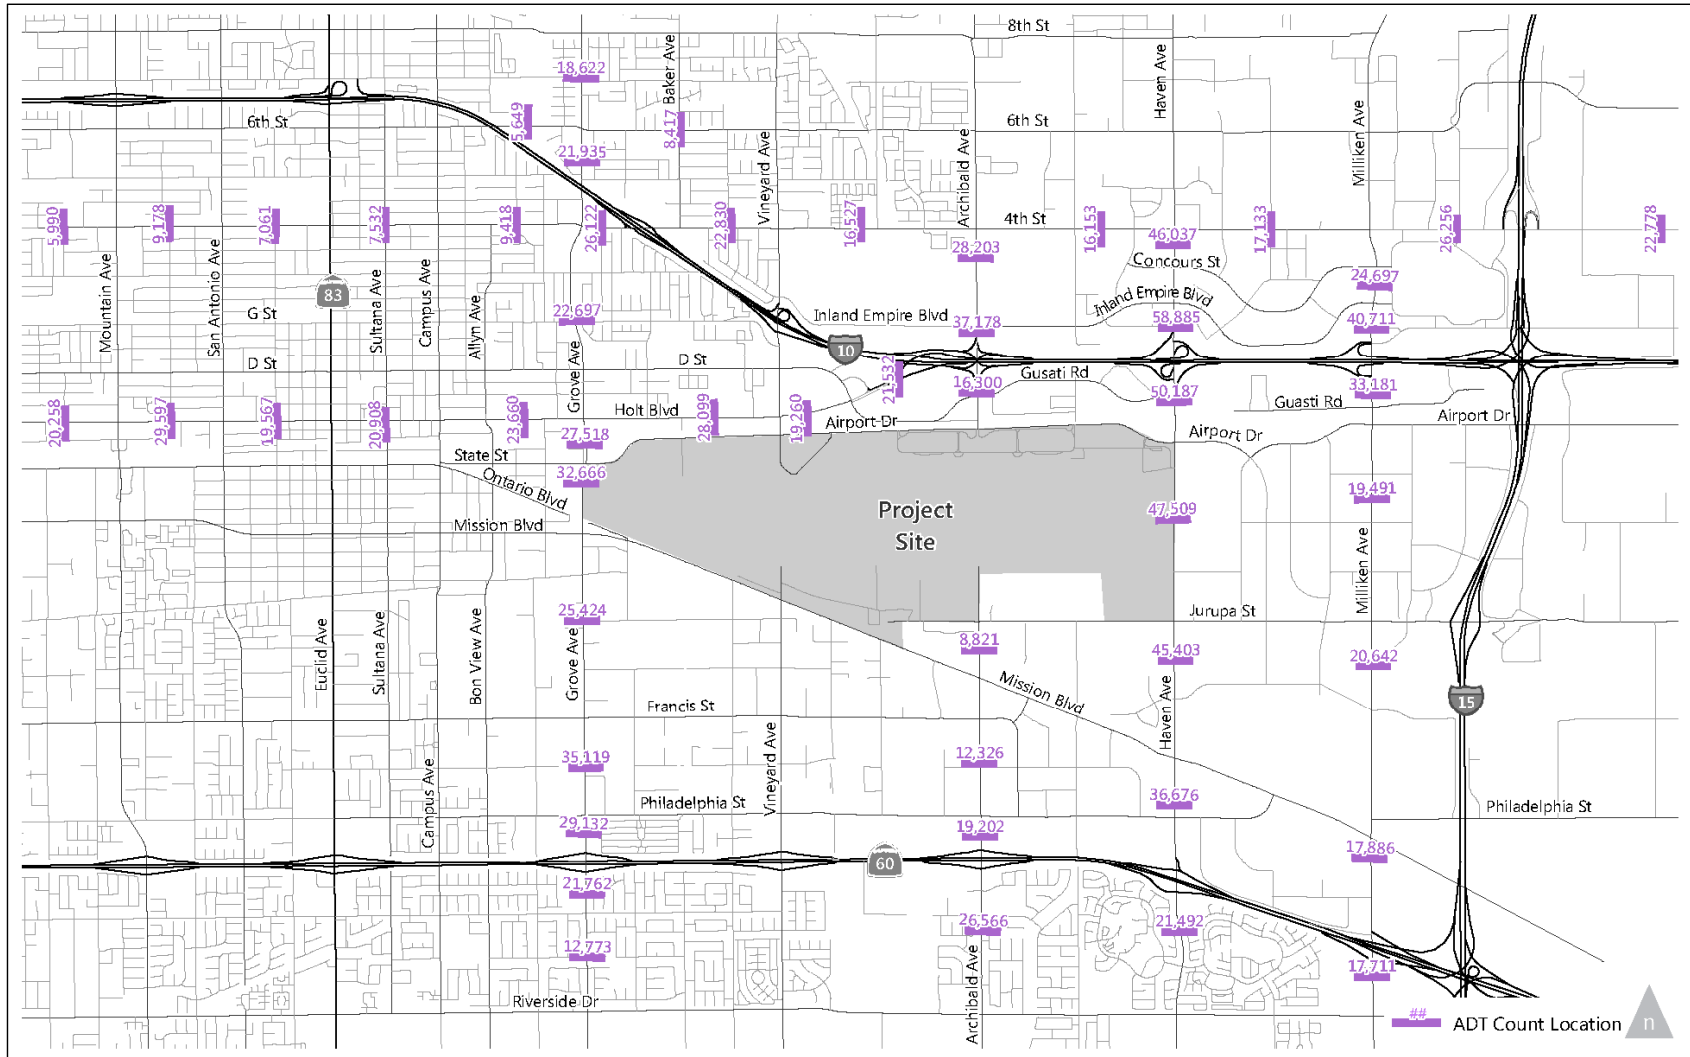 8th St
18,622
Baker Ave
Haven Ave
5,649
8,417
6th St
6th St
Milliken Ave
21,935
Vineyard Ave
Archibald Ave
5,990
9,178
7,061
7,532
9,418
26,122
22,830
16,527
4th St
16,153
46,037
17,133
26,256
22,778
28,203
Concours St
24,697
Mountain Ave
San Antonio Ave
83
Sultana Ave
Campus Ave
Allyn Ave
G St
22,697
Inland Empire Blvd
37,178
Inland Empire Blvd
58,885
40,711
10
D St
D St
Grove Ave
21,532
16,300
Gusati Rd
50,187
33,181
Guasti Rd
20,258
29,597
19,567
20,908
23,660
Holt Blvd
28,099
19,260
Airport Dr
Airport Dr
Airport Dr
27,518
State St
32,666
Ontario Blvd
Mission Blvd
Project
Site
47,509
19,491
Milliken Ave
25,424
Jurupa St
Euclid Ave
Sultana Ave
Bon View Ave
Grove Ave
8,821
45,403
20,642
Mission Blvd
15
Francis St
Haven Ave
Vineyard Ave
35,119
12,326
Campus Ave
Philadelphia St
36,676
Philadelphia St
29,132
19,202
17,886
60
21,762
26,566
21,492
12,773
17,711
Archibald Ave
Riverside Dr
##
ADT Count Location
n